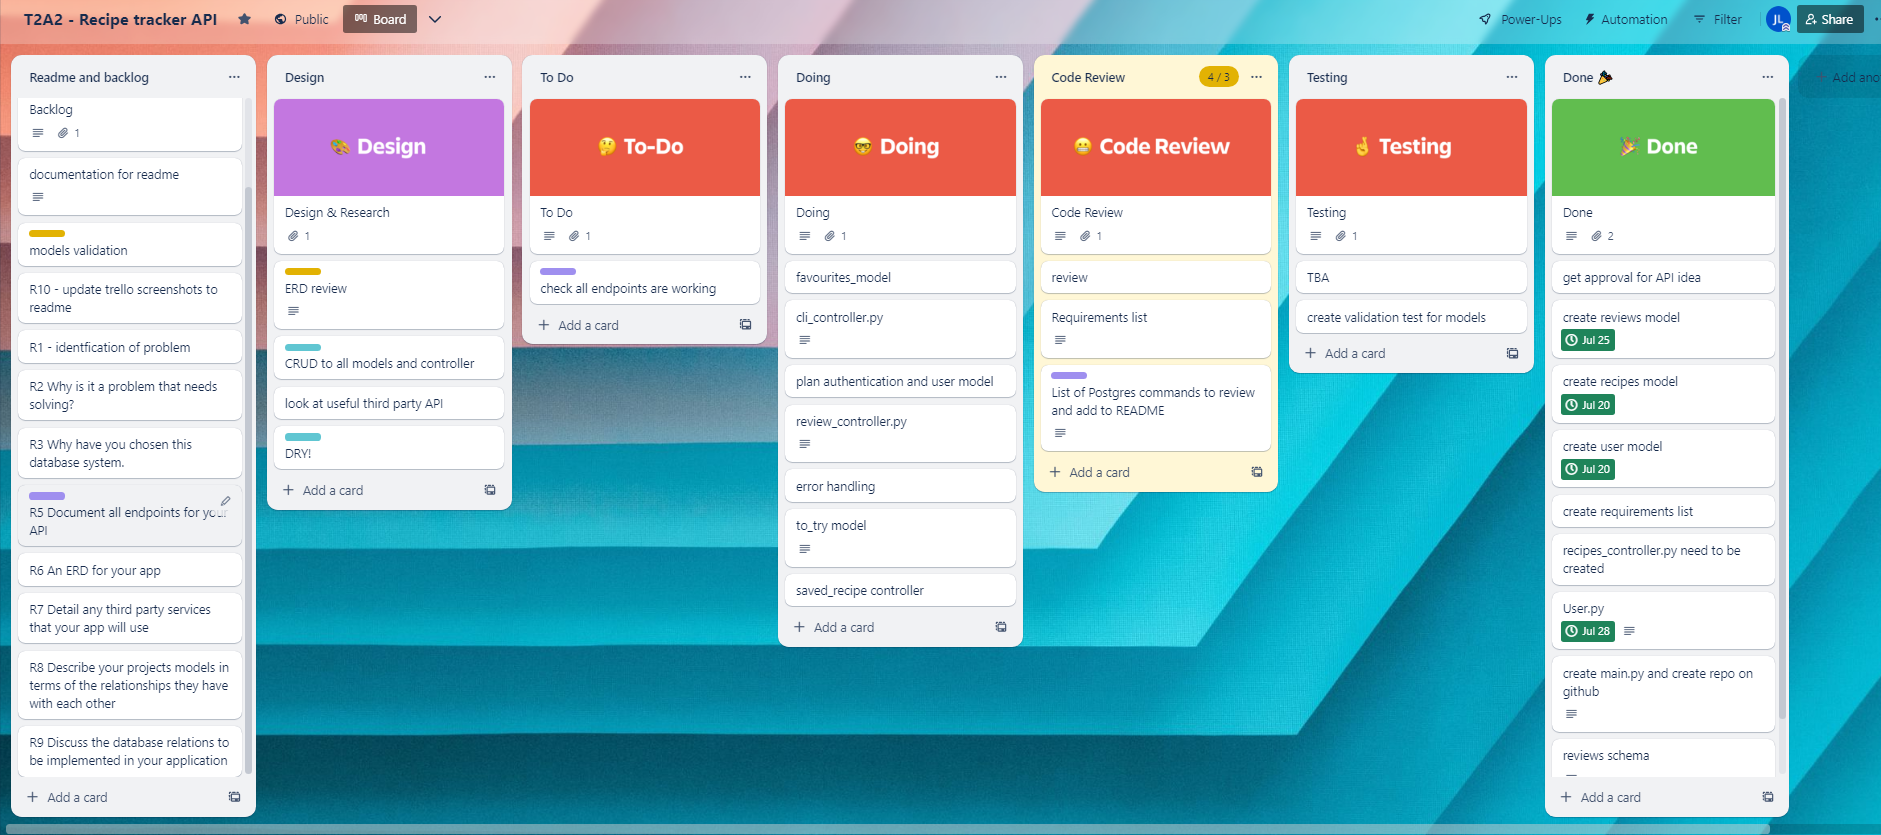 T2A2 - Recipe tracker API
Public
Board
Power-Ups
Automation
Filter
JL
Share
Readme and backlog
Backlog
1
documentation for readme
models validation
R10 - update trello screenshots to
readme
R1 - identfication of problem
R2 Why is it a problem that needs
solving?
R3 Why have you chosen this
database system.
R5 Document all endpoints for your
API
R6 An ERD for your app
R7 Detail any third party services
that your app will use
R8 Describe your projects models in
terms of the relationships they have
with each other
R9 Discuss the database relations to
be implemented in your application
+ Add a card
Design
Design
Design & Research
1
ERD review
CRUD to all models and controller
look at useful third party API
DRY!
+ Add a card
To Do
To-Do
To Do
1
check all endpoints are working
+ Add a card
Doing
Doing
Doing
1
favourites_model
cli_controller.py
plan authentication and user model
review_controller.py
error handling
to_try model
saved_recipe controller
+ Add a card
Code Review
4 / 3
Code Review
Code Review
1
review
Requirements list
List of Postgres commands to review
and add to README
+ Add a card
Testing
Testing
Testing
1
TBA
create validation test for models
+ Add a card
Done 🎉
Done
Done
2
get approval for API idea
create reviews model
Jul 25
create recipes model
Jul 20
create user model
Jul 20
create requirements list
recipes_controller.py need to be
created
User.py
Jul 28
create main.py and create repo on
github
reviews schema
+ Add a card
+ Add ano